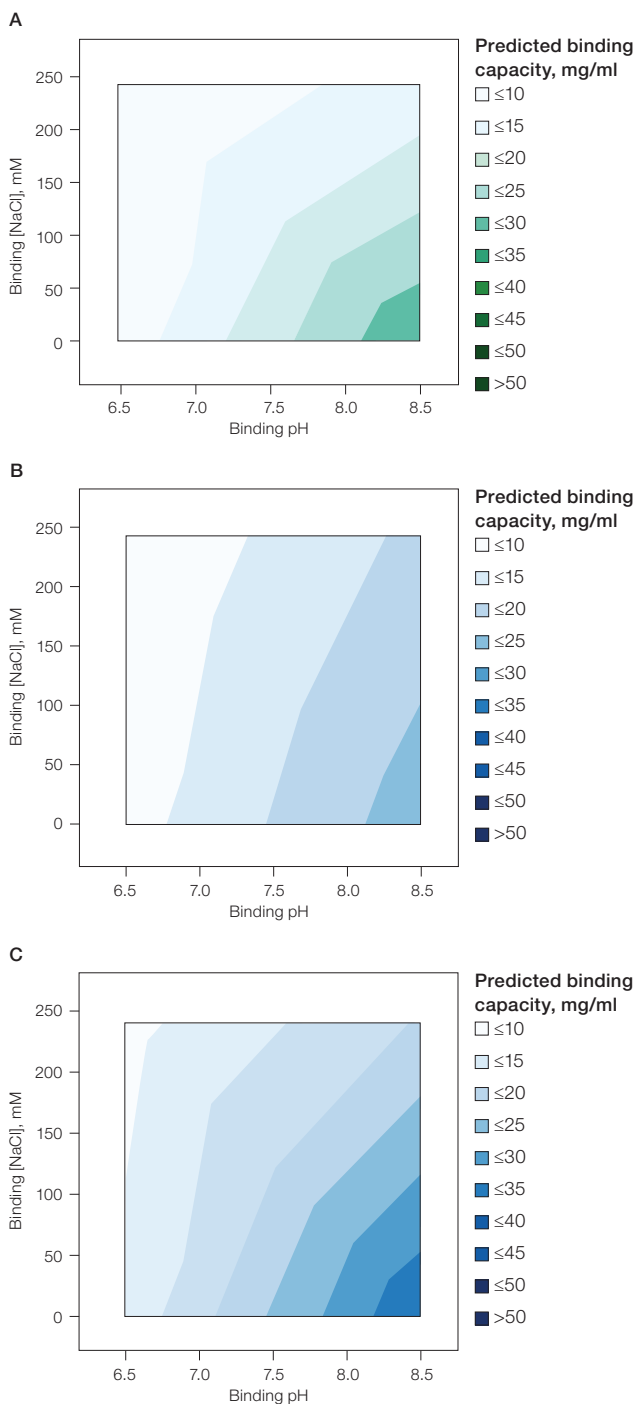 A
Predicted binding
capacity, mg/ml
≤10
≤15
≤20
≤25
≤30
≤35
≤40
≤45
≤50
>50
Binding [NaCl], mM
250
200
150
100
50
0
6.5 7.0 7.5 8.0 8.5
Binding pH
B
Predicted binding
capacity, mg/ml
≤10
≤15
≤20
≤25
≤30
≤35
≤40
≤45
≤50
>50
Binding [NaCl], mM
250
200
150
100
50
0
6.5 7.0 7.5 8.0 8.5
Binding pH
C
Predicted binding
capacity, mg/ml
≤10
≤15
≤20
≤25
≤30
≤35
≤40
≤45
≤50
>50
Binding [NaCl], mM
250
200
150
100
50
0
6.5 7.0 7.5 8.0 8.5
Binding pH